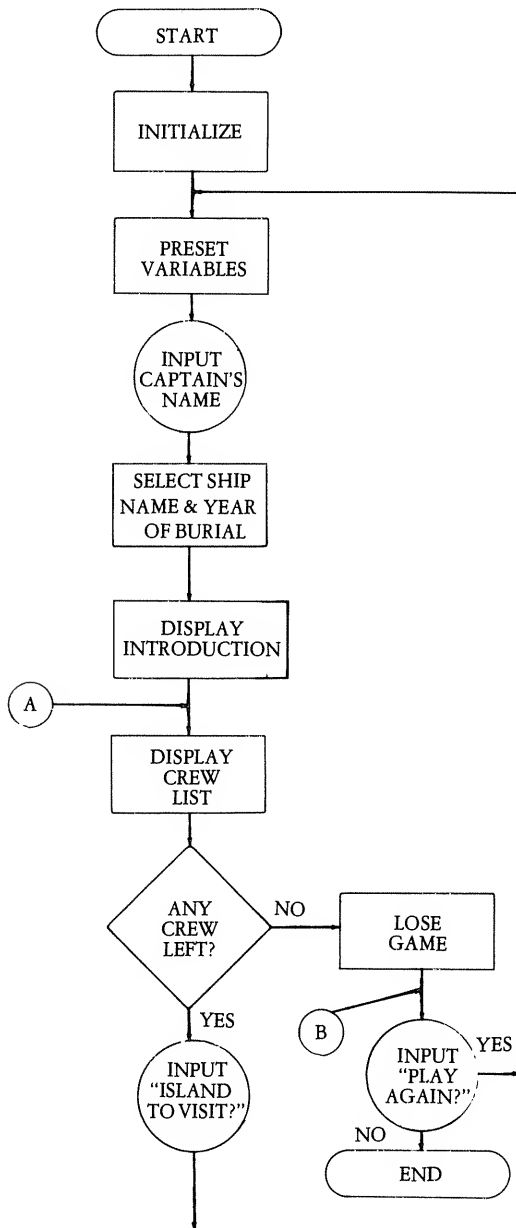 START
INITIALIZE
PRESET
VARIABLES
INPUT
CAPTAIN'S
NAME
SELECT SHIP
NAME & YEAR
OF BURIAL
DISPLAY
INTRODUCTION
A
DISPLAY
CREW
LIST
ANY
CREW
LEFT?
NO
LOSE
GAME
YES
B
INPUT
"ISLAND
TO VISIT?"
INPUT
"PLAY
AGAIN?"
YES
NO
END